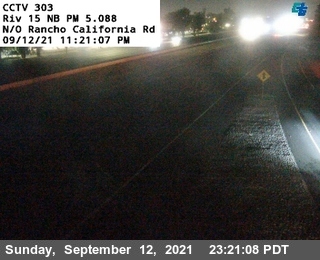 CCTV 303
Riv 15 NB PM 5.088
N/O Rancho California Rd
09/12/21 11:21:07 PM
Sunday, September 12, 2021 23:21:08 PDT